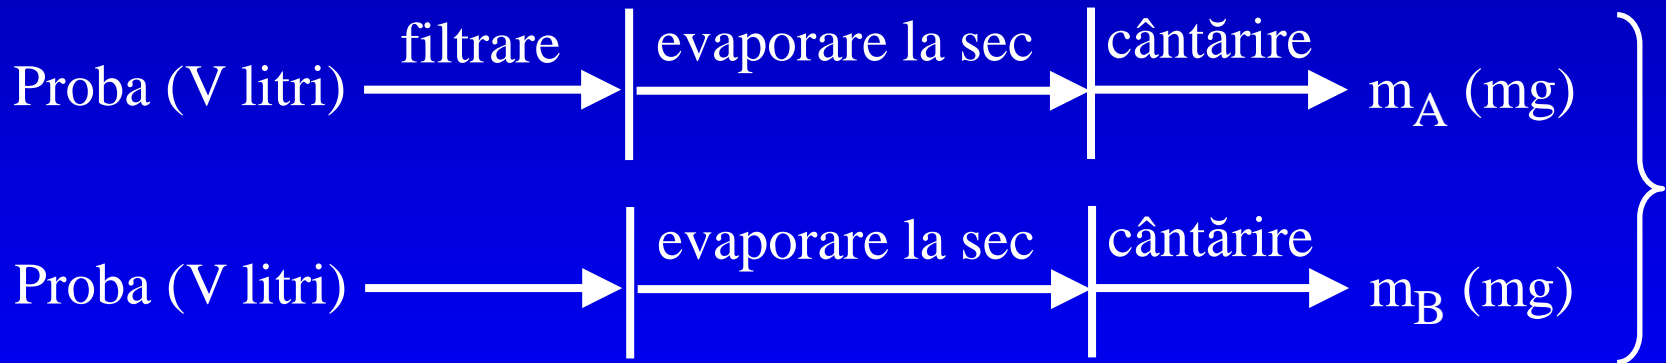 filtrare evaporare la sec cântărire
Proba (V litri) m_A (mg)
evaporare la sec cântărire
Proba (V litri) m_B (mg)